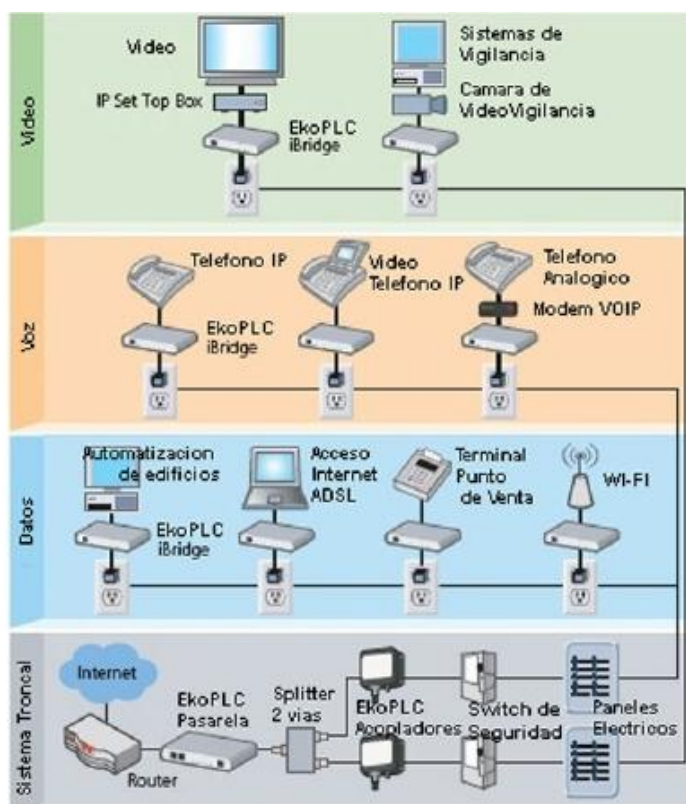 Video
Video
IP Set Top Box
EkoPLC
iBridge
Sistemas de
Vigilancia
Camara de
VideoVigilancia
Voz
Telefono IP
EkoPLC
iBridge
Video
Telefono IP
Telefono
Analogico
Modem VOIP
Datos
Automatizacion
de edificios
EkoPLC
iBridge
Acceso
Internet
ADSL
Terminal
Punto
de Venta
WI-FI
Sistema Troncal
Internet
Router
EkoPLC
Pasarela
Splitter
2 vias
EkoPLC
Acopladores
Switch de
Seguridad
Paneles
Electricos